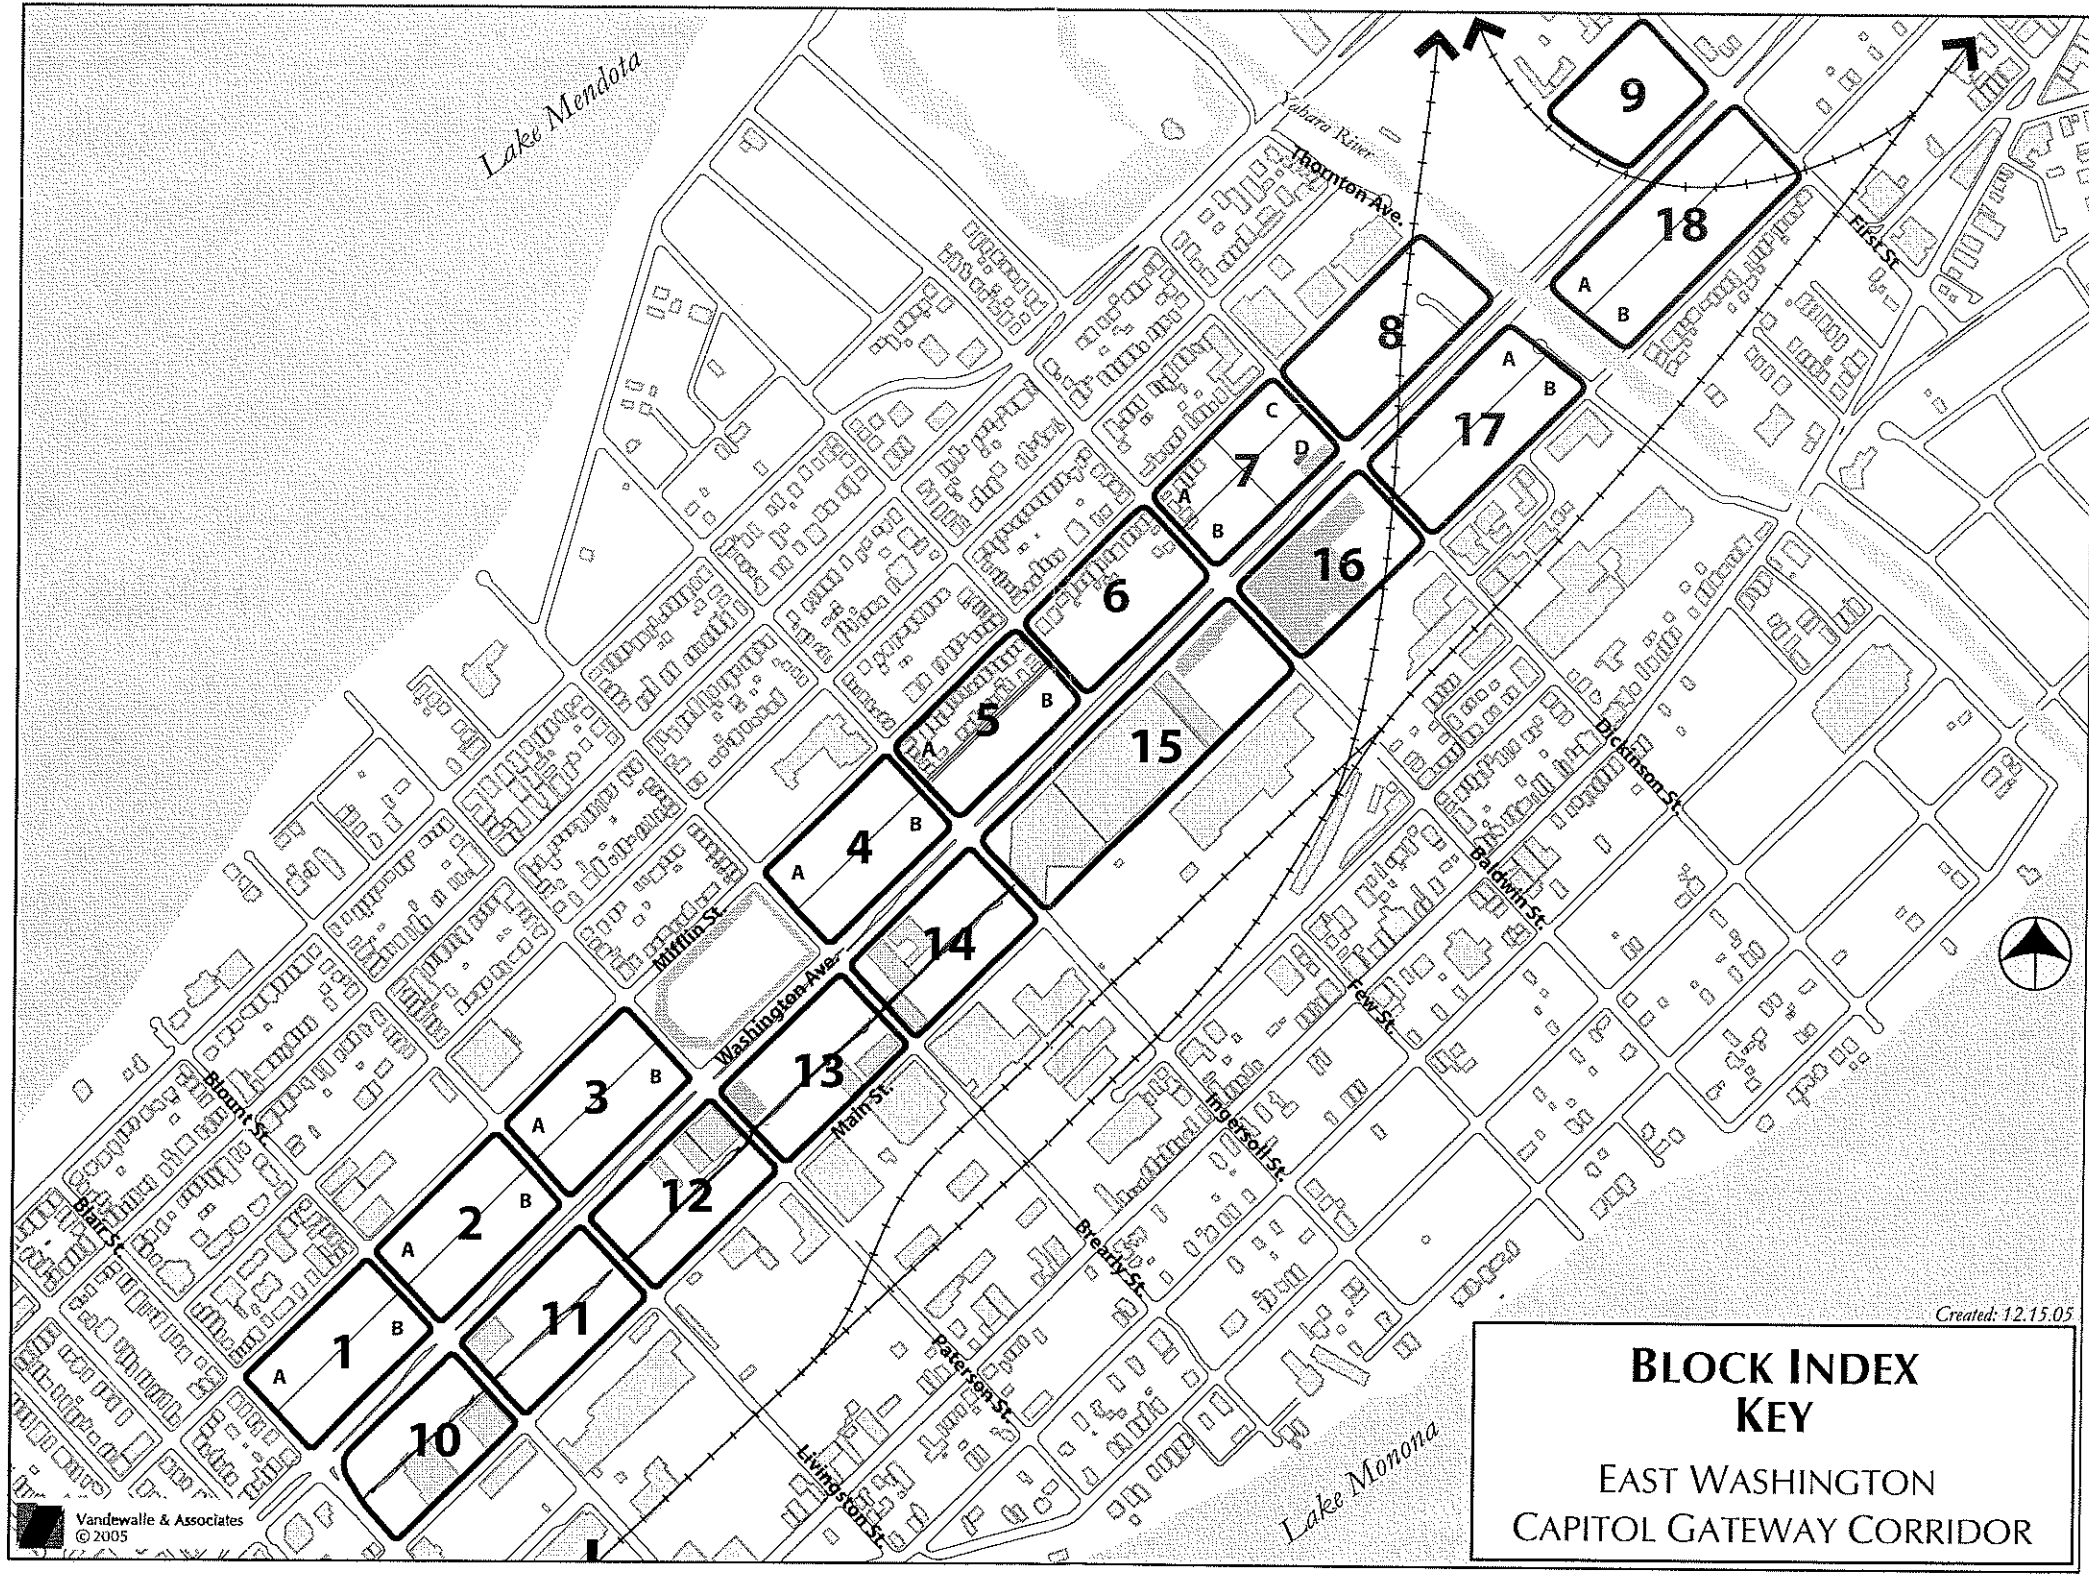 Lake Mendota
Yahara River
Thornton Ave.
First St.
9
18
A
B
8
A
B
17
C
D
7
A
B
16
6
5
A
B
15
Dickinson St.
4
A
B
Baldwin St.
Mifflin St.
14
Washington Ave.
Few St.
13
Main St.
3
A
B
Ingersoll St.
12
Blount St.
2
A
B
Brearly St.
Blair St.
11
1
A
B
Paterson St.
10
Livingston St.
Lake Monona
Created: 12.15.05
BLOCK INDEX
KEY
EAST WASHINGTON
CAPITOL GATEWAY CORRIDOR
Vandewalle & Associates
© 2005